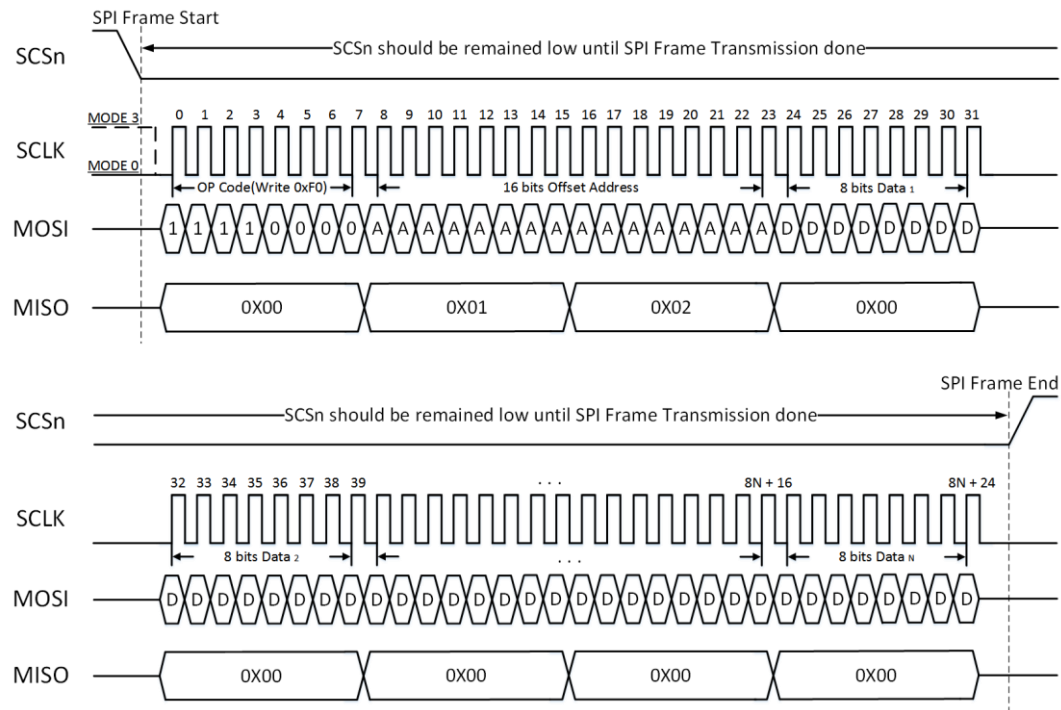 SPI Frame Start
SCSn
SCSn should be remained low until SPI Frame Transmission done
0 1 2 3 4 5 6 7 8 9 10 11 12 13 14 15 16 17 18 19 20 21 22 23 24 25 26 27 28 29 30 31
MODE 3
SCLK
MODE 0
OP Code(Write 0xF0) 16 bits Offset Address 8 bits Data 1
MOSI 1 1 1 1 0 0 0 0 A A A A A A A A A A A A A A A A D D D D D D D D
MISO 0X00 0X01 0X02 0X00
SPI Frame End
SCSn
SCSn should be remained low until SPI Frame Transmission done
32 33 34 35 36 37 38 39 . . . 8N + 16 8N + 24
SCLK
8 bits Data 2 . . . 8 bits Data N
MOSI D D D D D D D D D D D D D D D D D D D D D D D D D D D D D D D D
MISO 0X00 0X00 0X00 0X00